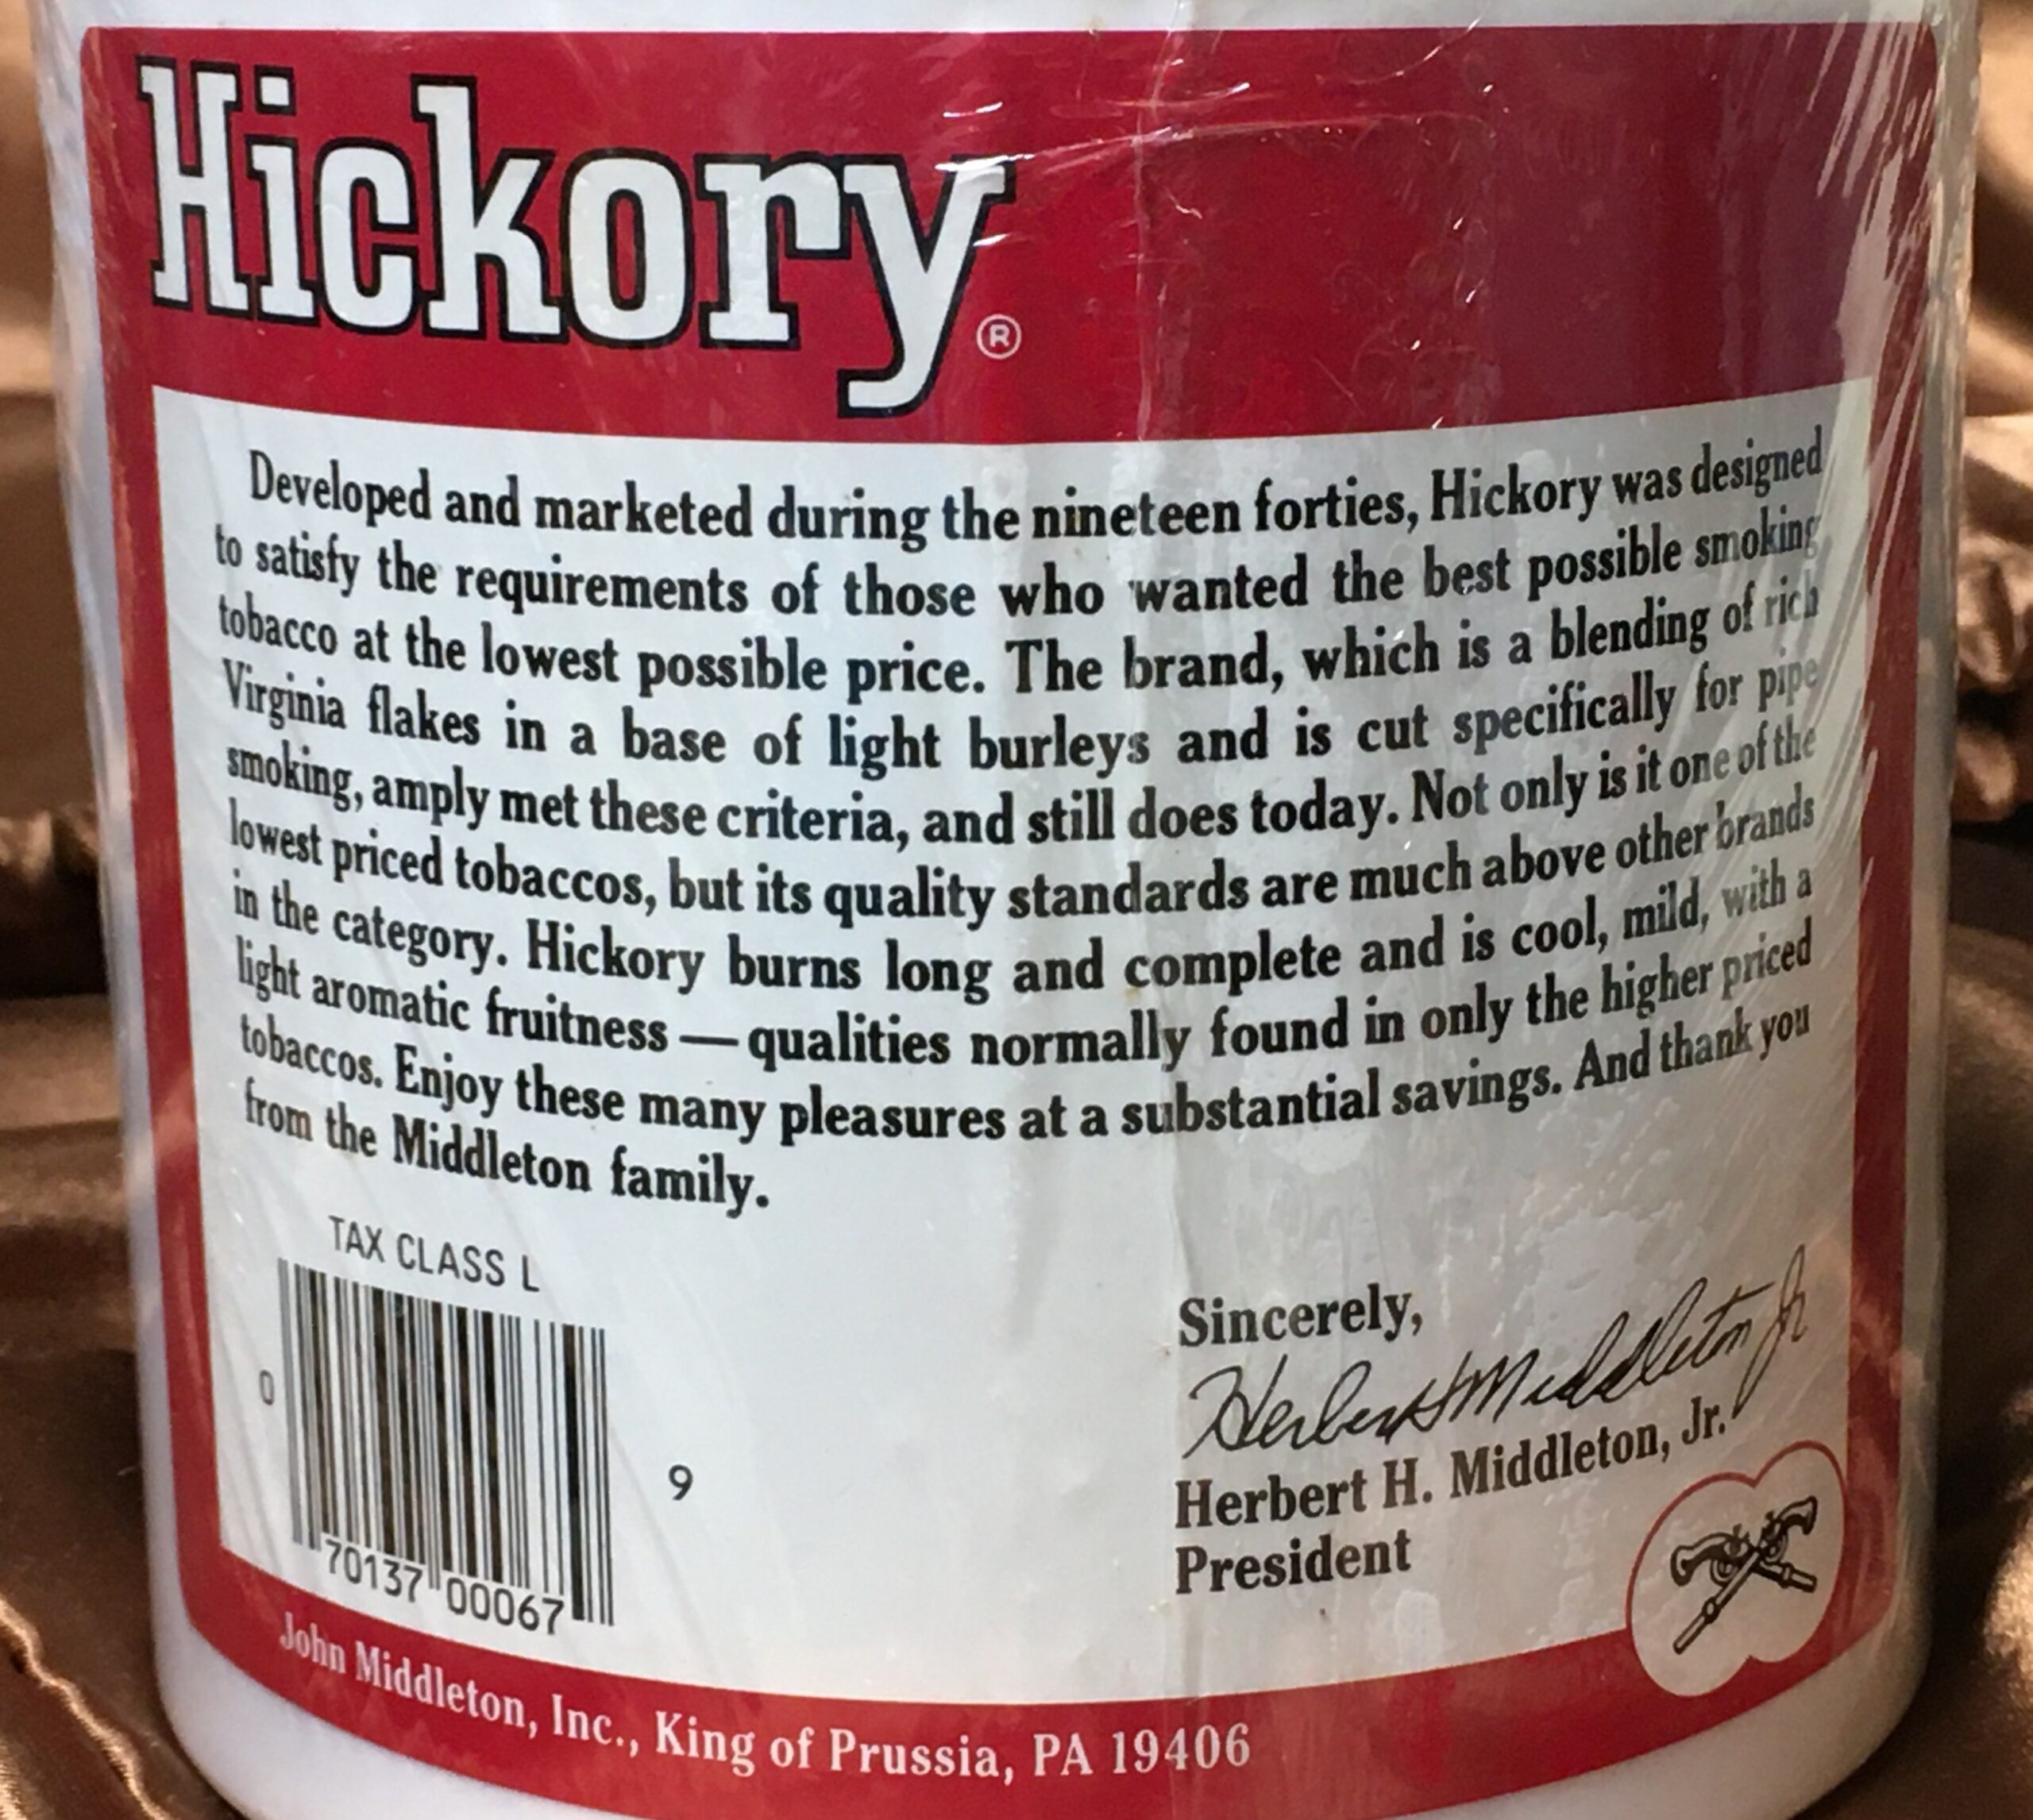 Hickory®
Developed and marketed during the nineteen forties, Hickory was designed
to satisfy the requirements of those who wanted the best possible smoking
tobacco at the lowest possible price. The brand, which is a blending of rich
Virginia flakes in a base of light burleys and is cut specifically for pipe
smoking, amply met these criteria, and still does today. Not only is it one of the
lowest priced tobaccos, but its quality standards are much above other brands
in the category. Hickory burns long and complete and is cool, mild, with a
light aromatic fruitness — qualities normally found in only the higher priced
tobaccos. Enjoy these many pleasures at a substantial savings. And thank you
from the Middleton family.
TAX CLASS L
0 70137 00067 9
Sincerely,
Herbert H Middleton Jr
Herbert H. Middleton, Jr.
President
John Middleton, Inc., King of Prussia, PA 19406